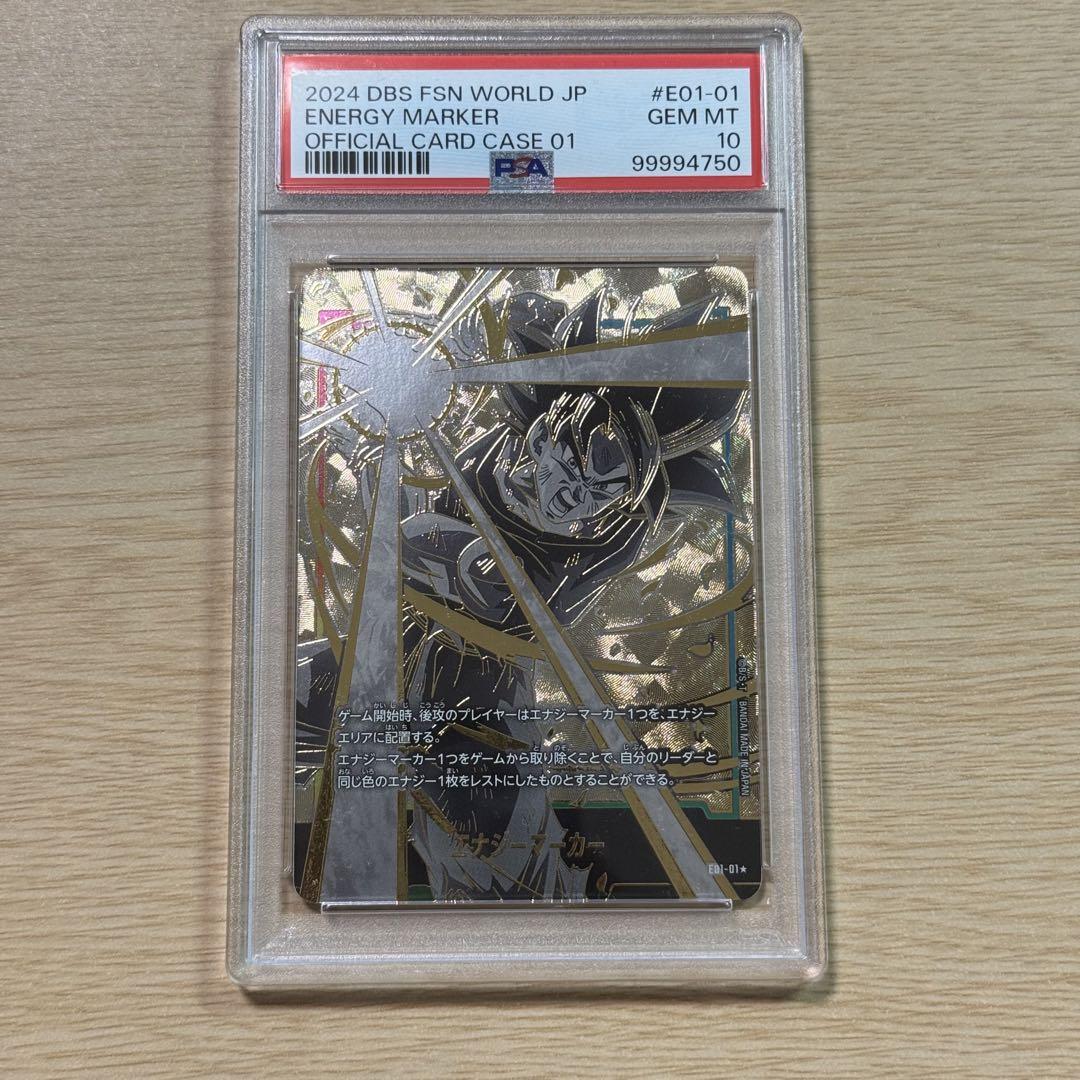 2024 DBS FSN WORLD JP #E01-01
ENERGY MARKER GEM MT
OFFICIAL CARD CASE 01 10
PSA 99994750
ゲーム開始時、後攻のプレイヤーはエナジーマーカー1つを、エナジー
エリアに配置する。
エナジーマーカー1つをゲームから取り除くことで、自分のリーダーと
同じ色のエナジー1枚をレストにしたものとすることができる。
エナジーマーカー
E01-01★
BANDAI MADE IN JAPAN